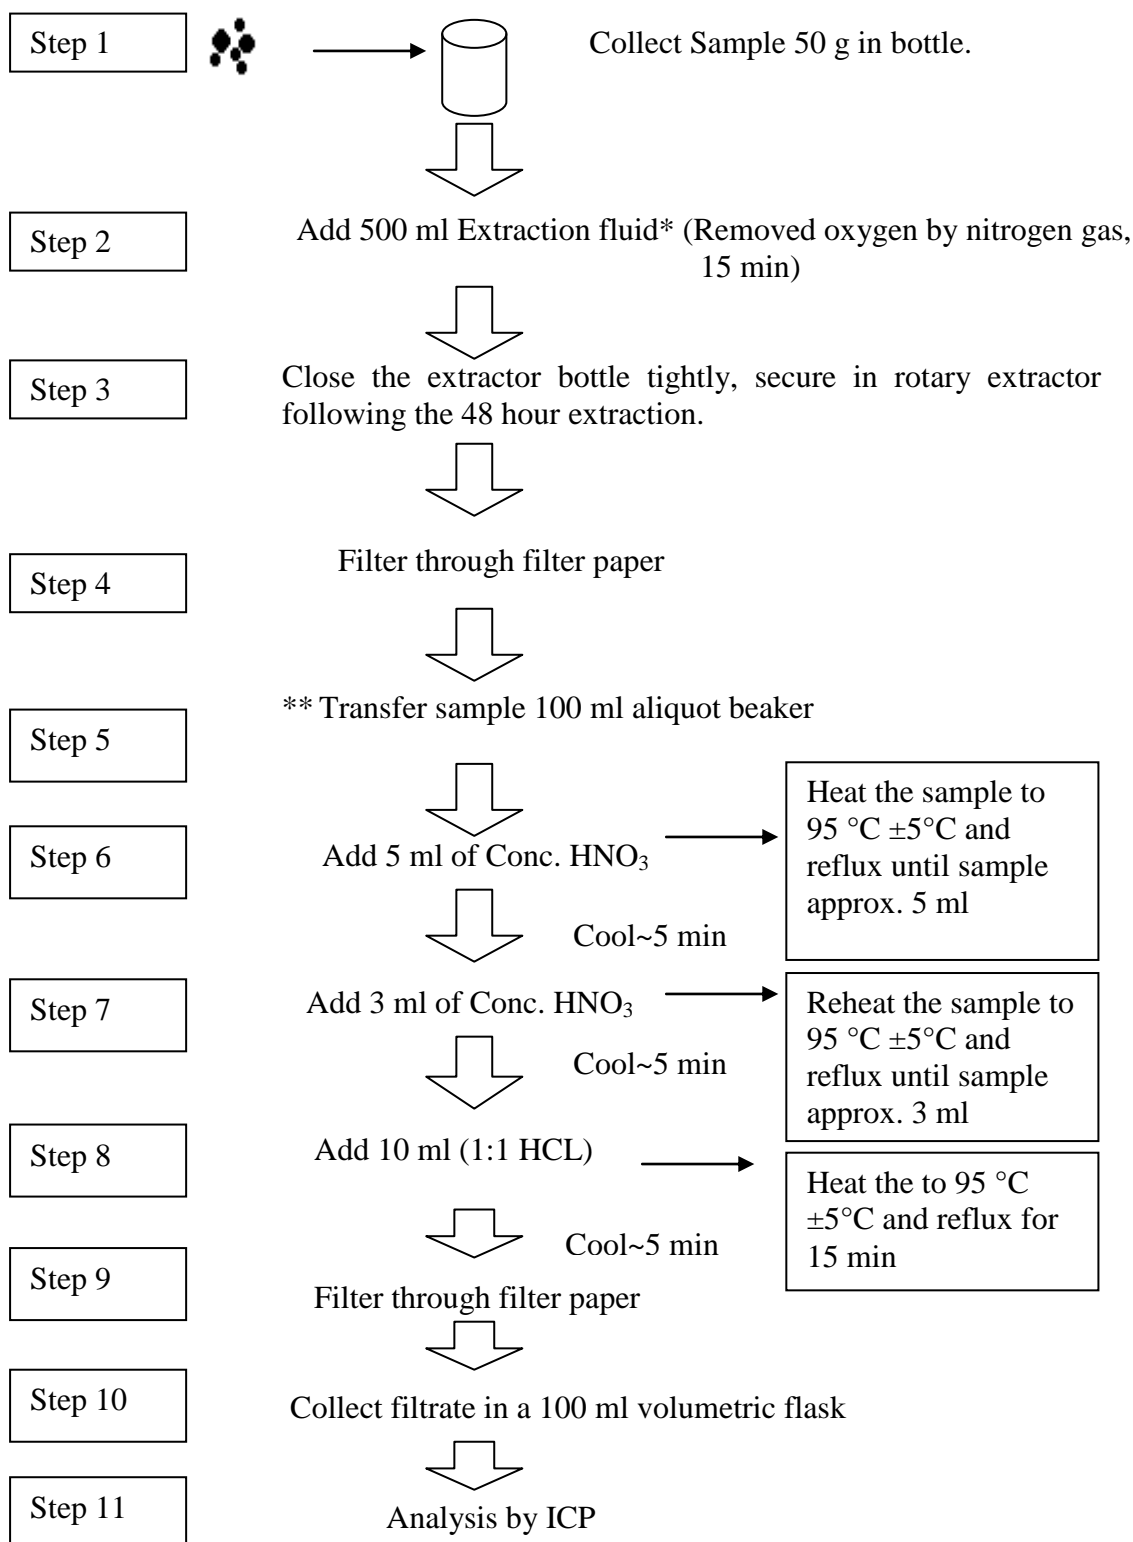 Step 1
Collect Sample 50 g in bottle.
Step 2
Add 500 ml Extraction fluid* (Removed oxygen by nitrogen gas,
15 min)
Step 3
Close the extractor bottle tightly, secure in rotary extractor
following the 48 hour extraction.
Step 4
Filter through filter paper
Step 5
** Transfer sample 100 ml aliquot beaker
Step 6
Add 5 ml of Conc. HNO₃
Heat the sample to
95 °C ±5°C and
reflux until sample
approx. 5 ml
Cool~5 min
Step 7
Add 3 ml of Conc. HNO₃
Reheat the sample to
95 °C ±5°C and
reflux until sample
approx. 3 ml
Cool~5 min
Step 8
Add 10 ml (1:1 HCL)
Heat the to 95 °C
±5°C and reflux for
15 min
Cool~5 min
Step 9
Filter through filter paper
Step 10
Collect filtrate in a 100 ml volumetric flask
Step 11
Analysis by ICP